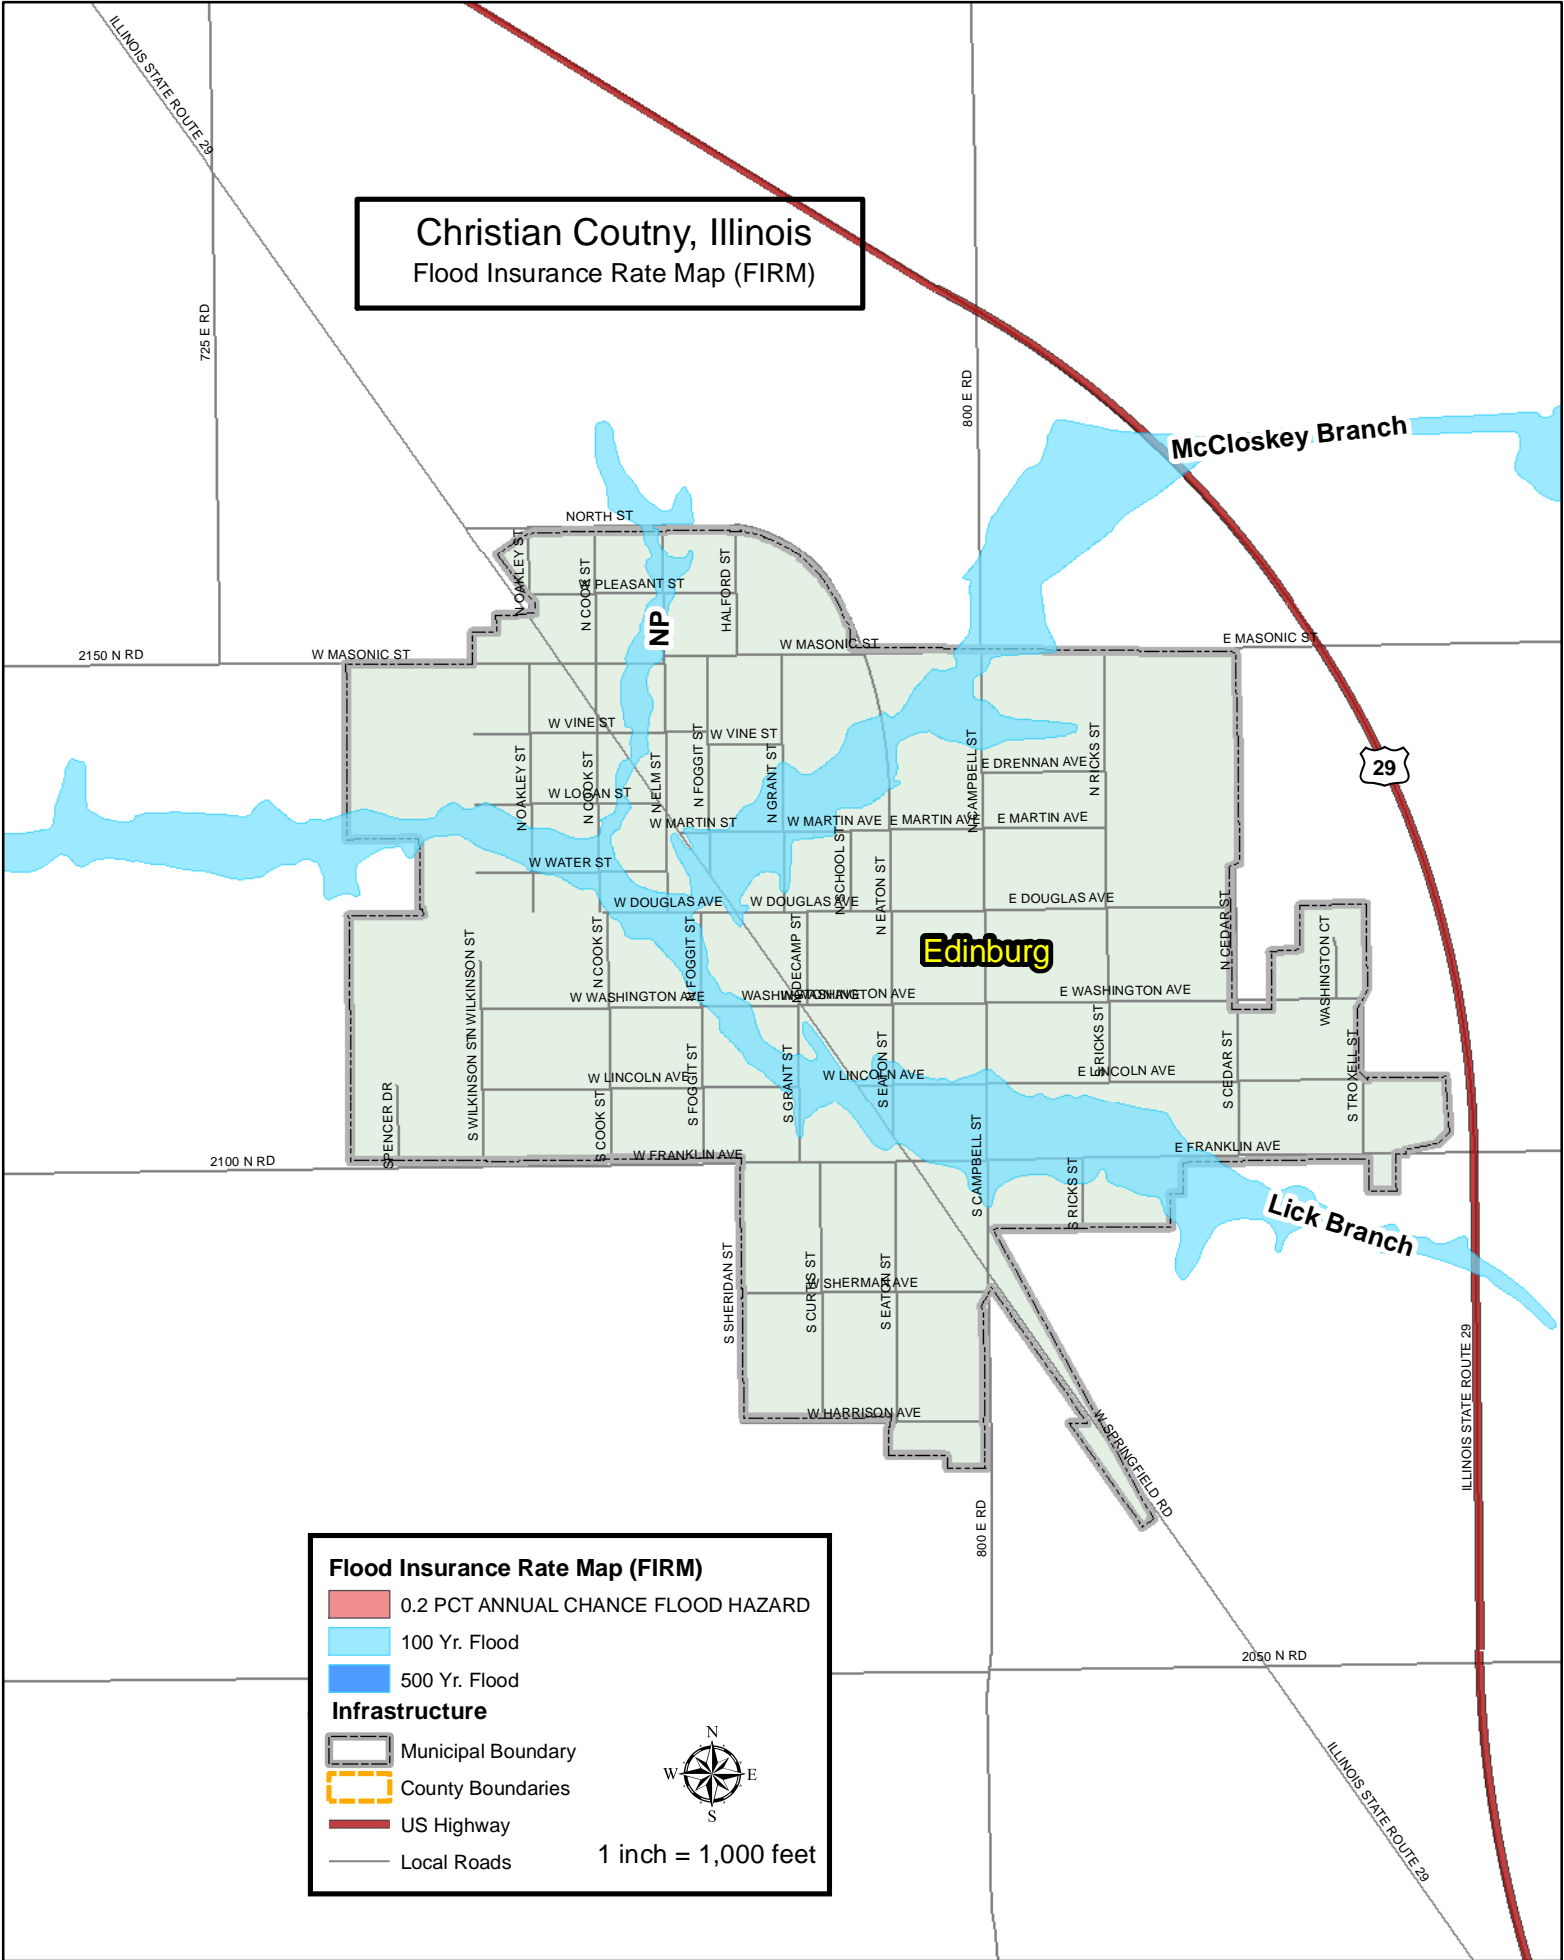 ILLINOIS STATE ROUTE 29
Christian Coutny, Illinois
Flood Insurance Rate Map (FIRM)
725 E RD
800 E RD
McCloskey Branch
NORTH ST
N OAKLEY ST
N COOK ST
W PLEASANT ST
HALFORD ST
NP
2150 N RD
W MASONIC ST
W MASONIC ST
E MASONIC ST
W VINE ST
W VINE ST
N OAKLEY ST
N COOK ST
N ELM ST
N FOGGIT ST
N GRANT ST
N CAMPBELL ST
E DRENNAN AVE
N RICKS ST
29
W LOGAN ST
W MARTIN ST
W MARTIN AVE
E MARTIN AVE
E MARTIN AVE
W WATER ST
N SCHOOL ST
N EATON ST
W DOUGLAS AVE
W DOUGLAS AVE
E DOUGLAS AVE
N CEDAR ST
WASHINGTON CT
Edinburg
N WILKINSON ST
N COOK ST
N FOGGIT ST
N DECAMP ST
W WASHINGTON AVE
WASHINGTON AVE
W WASHINGTON AVE
E WASHINGTON AVE
S WILKINSON ST
S FOGGIT ST
S GRANT ST
S EATON ST
S RICKS ST
S CEDAR ST
S TROXELL ST
W LINCOLN AVE
W LINCOLN AVE
E LINCOLN AVE
SPENCER DR
S COOK ST
2100 N RD
W FRANKLIN AVE
E FRANKLIN AVE
S CAMPBELL ST
S RICKS ST
Lick Branch
S SHERIDAN ST
S CURTIS ST
S EATON ST
W SHERMAN AVE
W HARRISON AVE
W SPRINGFIELD RD
ILLINOIS STATE ROUTE 29
800 E RD
2050 N RD
ILLINOIS STATE ROUTE 29
Flood Insurance Rate Map (FIRM)
0.2 PCT ANNUAL CHANCE FLOOD HAZARD
100 Yr. Flood
500 Yr. Flood
Infrastructure
Municipal Boundary
County Boundaries
US Highway
Local Roads
N
W
E
S
1 inch = 1,000 feet